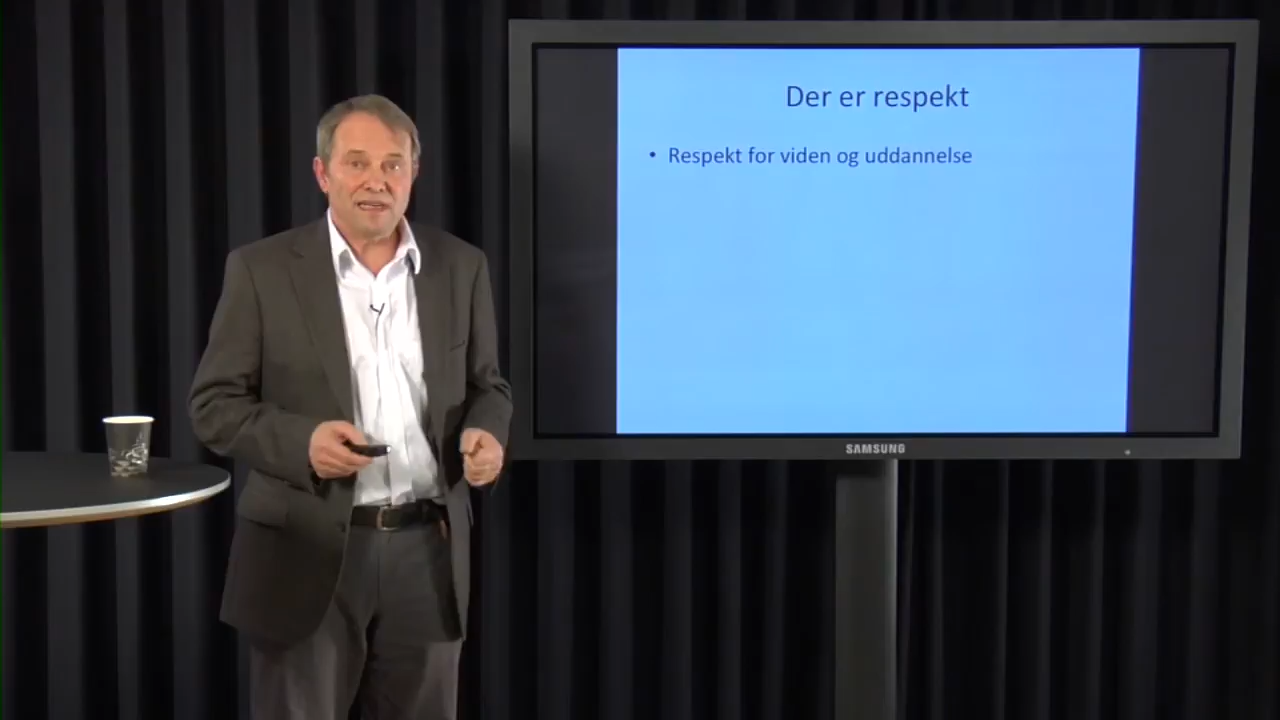 Der er respekt
• Respekt for viden og uddannelse
SAMSUNG